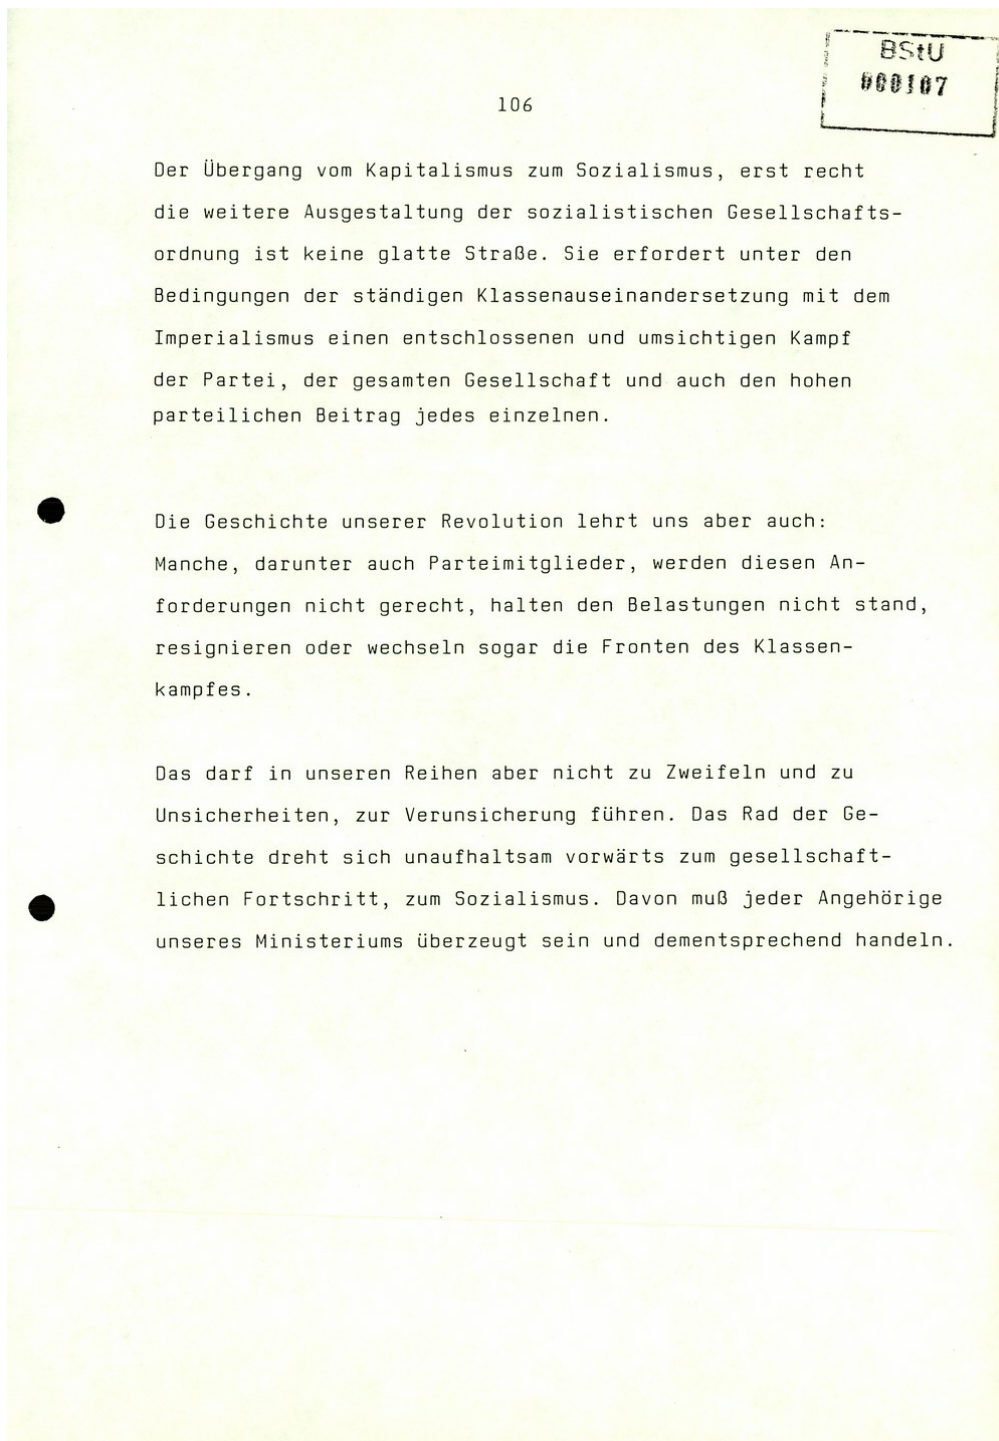 BStU
000107
106
Der Übergang vom Kapitalismus zum Sozialismus, erst recht
die weitere Ausgestaltung der sozialistischen Gesellschafts-
ordnung ist keine glatte Straße. Sie erfordert unter den
Bedingungen der ständigen Klassenauseinandersetzung mit dem
Imperialismus einen entschlossenen und umsichtigen Kampf
der Partei, der gesamten Gesellschaft und auch den hohen
parteilichen Beitrag jedes einzelnen.
Die Geschichte unserer Revolution lehrt uns aber auch:
Manche, darunter auch Parteimitglieder, werden diesen An-
forderungen nicht gerecht, halten den Belastungen nicht stand,
resignieren oder wechseln sogar die Fronten des Klassen-
kampfes.
Das darf in unseren Reihen aber nicht zu Zweifeln und zu
Unsicherheiten, zur Verunsicherung führen. Das Rad der Ge-
schichte dreht sich unaufhaltsam vorwärts zum gesellschaft-
lichen Fortschritt, zum Sozialismus. Davon muß jeder Angehörige
unseres Ministeriums überzeugt sein und dementsprechend handeln.